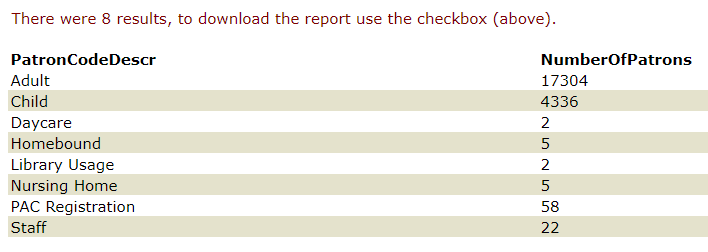 There were 8 results, to download the report use the checkbox (above).
PatronCodeDescr NumberOfPatrons
Adult 17304
Child 4336
Daycare 2
Homebound 5
Library Usage 2
Nursing Home 5
PAC Registration 58
Staff 22